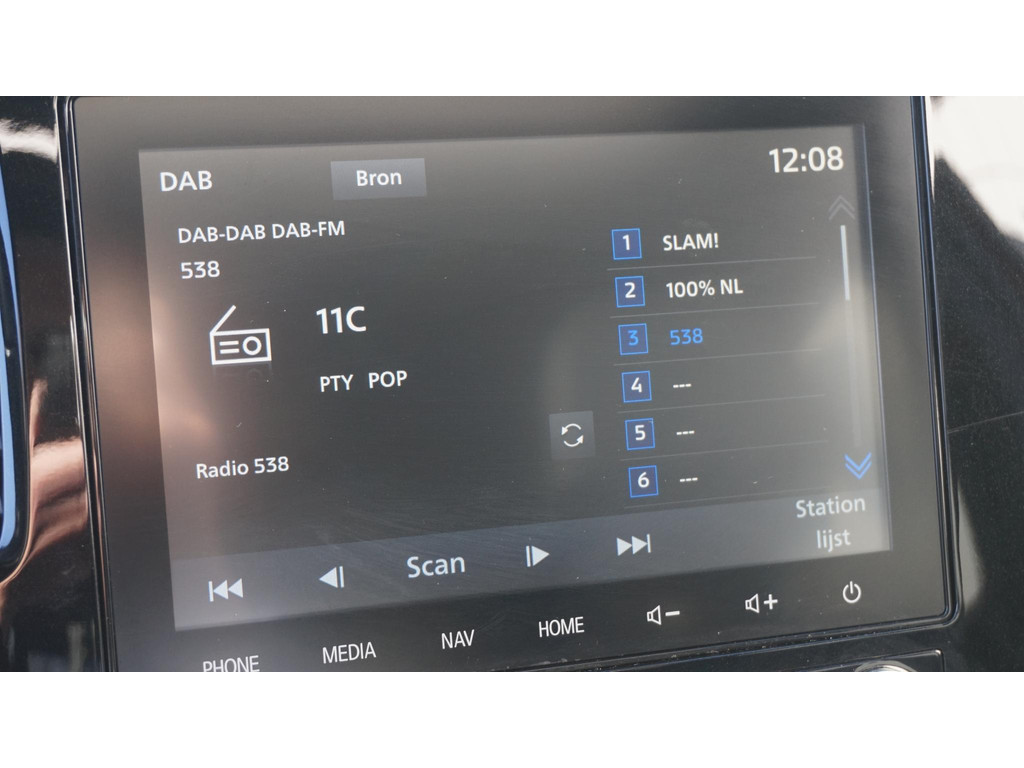 DAB
Bron
12:08
DAB-DAB DAB-FM
538
11C
PTY POP
Radio 538
1 SLAM!
2 100% NL
3 538
4 ---
5 ---
6 ---
Scan
Station
lijst
PHONE
MEDIA
NAV
HOME